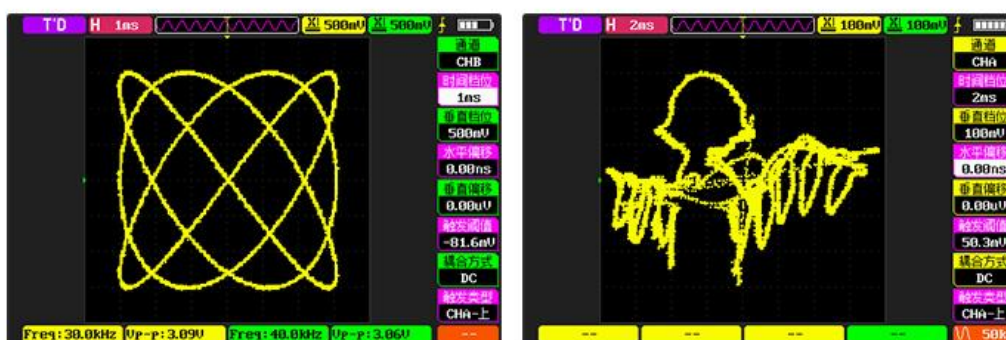 T'D H 1ms X1 500mV X1 500mV
通道
CHB
时间档位
1ms
垂直档位
500mV
水平偏移
0.00ns
垂直偏移
0.00uV
触发阈值
-81.6mV
耦合方式
DC
触发类型
CHA-上
Freq:30.0kHz Vp-p:3.09V Freq:40.0kHz Vp-p:3.06V --
T'D H 2ms X1 100mV X1 100mV
通道
CHA
时间档位
2ms
垂直档位
100mV
水平偏移
0.00ns
垂直偏移
0.00uV
触发阈值
50.3mV
耦合方式
DC
触发类型
CHA-上
-- -- -- -- 50k